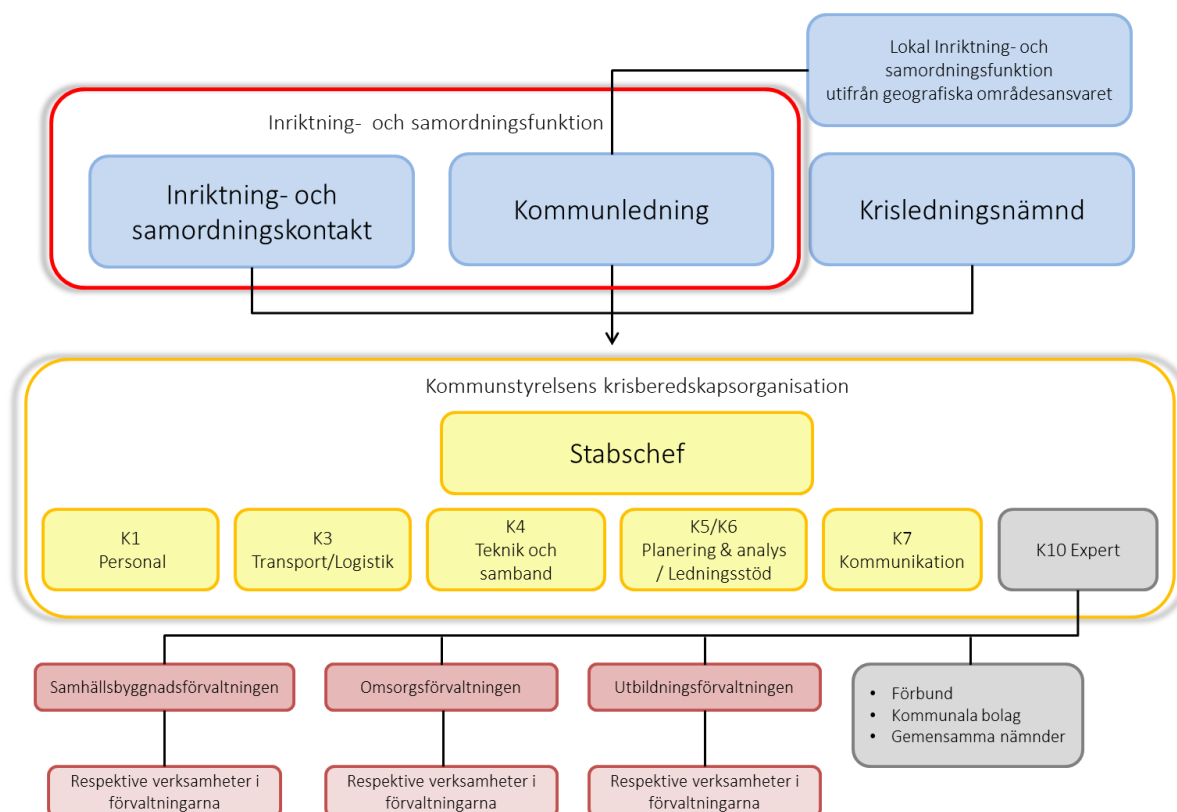 Lokal Inriktning- och
samordningsfunktion
utifrån geografiska områdesansvaret
Inriktning- och samordningsfunktion
Inriktning- och
samordningskontakt
Kommunledning
Krisledningsnämnd
Kommunstyrelsens krisberedskapsorganisation
Stabschef
K1
Personal
K3
Transport/Logistik
K4
Teknik och
samband
K5/K6
Planering & analys
/ Ledningsstöd
K7
Kommunikation
K10 Expert
Samhällsbyggnadsförvaltningen
Omsorgsförvaltningen
Utbildningsförvaltningen
• Förbund
• Kommunala bolag
• Gemensamma nämnder
Respektive verksamheter i
förvaltningarna
Respektive verksamheter i
förvaltningarna
Respektive verksamheter i
förvaltningarna